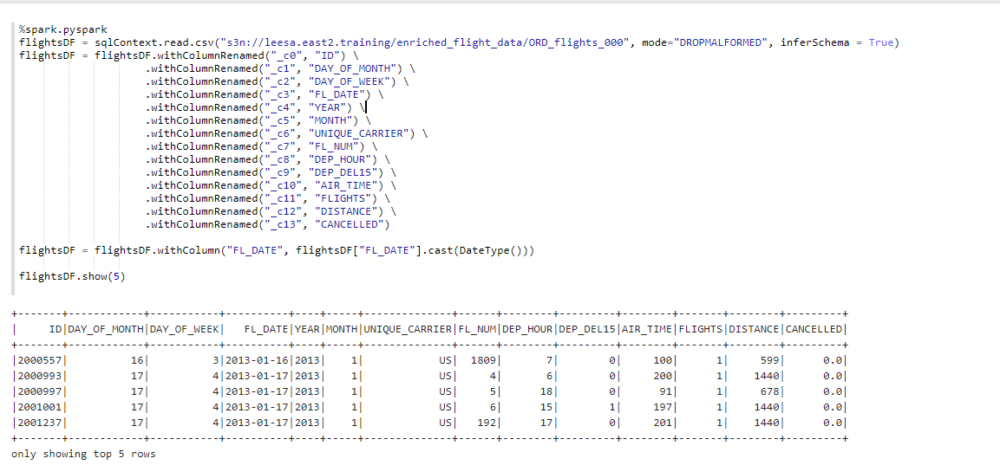 %spark.pyspark
flightsDF = sqlContext.read.csv("s3n://leesa.east2.training/enriched_flight_data/ORD_flights_000", mode="DROPMALFORMED", inferSchema = True)
flightsDF = flightsDF.withColumnRenamed("_c0", "ID") \
                    .withColumnRenamed("_c1", "DAY_OF_MONTH") \
                    .withColumnRenamed("_c2", "DAY_OF_WEEK") \
                    .withColumnRenamed("_c3", "FL_DATE") \
                    .withColumnRenamed("_c4", "YEAR") \
                    .withColumnRenamed("_c5", "MONTH") \
                    .withColumnRenamed("_c6", "UNIQUE_CARRIER") \
                    .withColumnRenamed("_c7", "FL_NUM") \
                    .withColumnRenamed("_c8", "DEP_HOUR") \
                    .withColumnRenamed("_c9", "DEP_DEL15") \
                    .withColumnRenamed("_c10", "AIR_TIME") \
                    .withColumnRenamed("_c11", "FLIGHTS") \
                    .withColumnRenamed("_c12", "DISTANCE") \
                    .withColumnRenamed("_c13", "CANCELLED")
flightsDF = flightsDF.withColumn("FL_DATE", flightsDF["FL_DATE"].cast(DateType()))
flightsDF.show(5)
+-------+------------+-----------+----------+----+-----+--------------+------+--------+---------+--------+-------+--------+---------+
|     ID|DAY_OF_MONTH|DAY_OF_WEEK|   FL_DATE|YEAR|MONTH|UNIQUE_CARRIER|FL_NUM|DEP_HOUR|DEP_DEL15|AIR_TIME|FLIGHTS|DISTANCE|CANCELLED|
+-------+------------+-----------+----------+----+-----+--------------+------+--------+---------+--------+-------+--------+---------+
|2000557|          16|          3|2013-01-16|2013|    1|            US|  1809|       7|        0|     100|      1|     599|      0.0|
|2000993|          17|          4|2013-01-17|2013|    1|            US|     4|       6|        0|     200|      1|    1440|      0.0|
|2000997|          17|          4|2013-01-17|2013|    1|            US|     5|      18|        0|      91|      1|     678|      0.0|
|2001001|          17|          4|2013-01-17|2013|    1|            US|     6|      15|        1|     197|      1|    1440|      0.0|
|2001237|          17|          4|2013-01-17|2013|    1|            US|   192|      17|        0|     201|      1|    1440|      0.0|
+-------+------------+-----------+----------+----+-----+--------------+------+--------+---------+--------+-------+--------+---------+
only showing top 5 rows